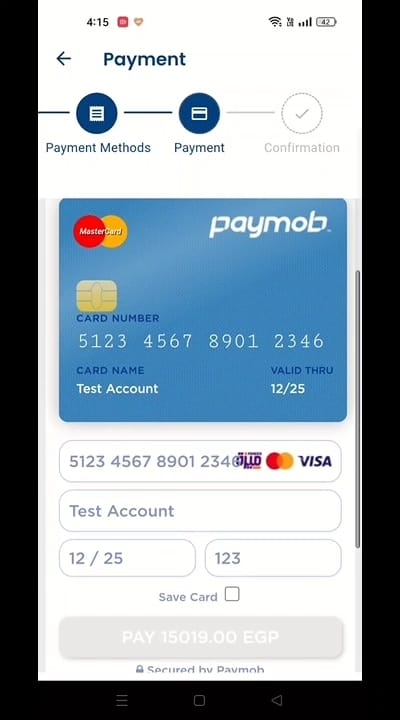 4:15
42
Payment
Payment Methods
Payment
Confirmation
MasterCard
paymob
CARD NUMBER
5123 4567 8901 2346
CARD NAME
VALID THRU
Test Account
12/25
5123 4567 8901 2346
VISA
Test Account
12 / 25
123
Save Card
PAY 15019.00 EGP
Secured by Paymob